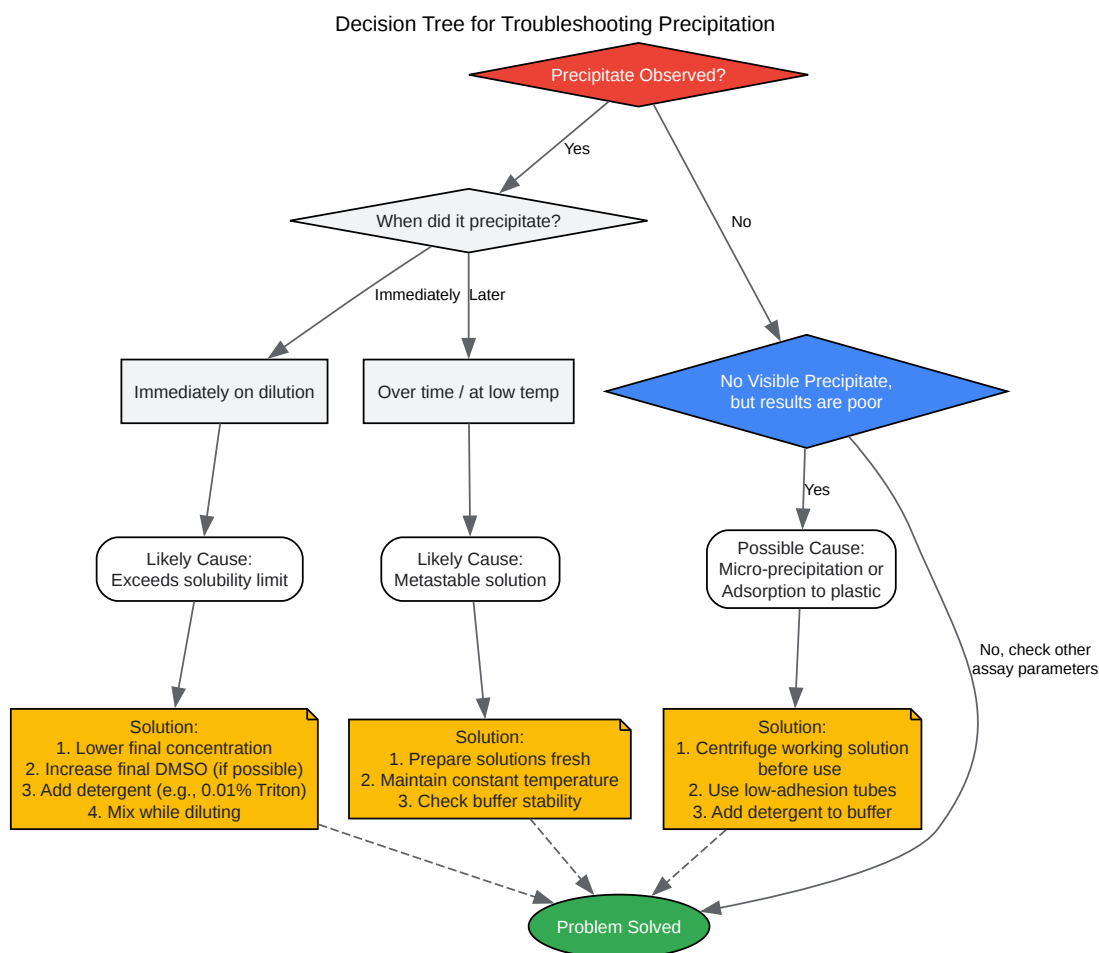 Decision Tree for Troubleshooting Precipitation
Precipitate Observed?
Yes
No
When did it precipitate?
Immediately
Later
Immediately on dilution
Over time / at low temp
No Visible Precipitate,
but results are poor
Yes
Likely Cause:
Exceeds solubility limit
Likely Cause:
Metastable solution
Possible Cause:
Micro-precipitation or
Adsorption to plastic
No, check other
assay parameters
Solution:
1. Lower final concentration
2. Increase final DMSO (if possible)
3. Add detergent (e.g., 0.01% Triton)
4. Mix while diluting
Solution:
1. Prepare solutions fresh
2. Maintain constant temperature
3. Check buffer stability
Solution:
1. Centrifuge working solution
before use
2. Use low-adhesion tubes
3. Add detergent to buffer
Problem Solved